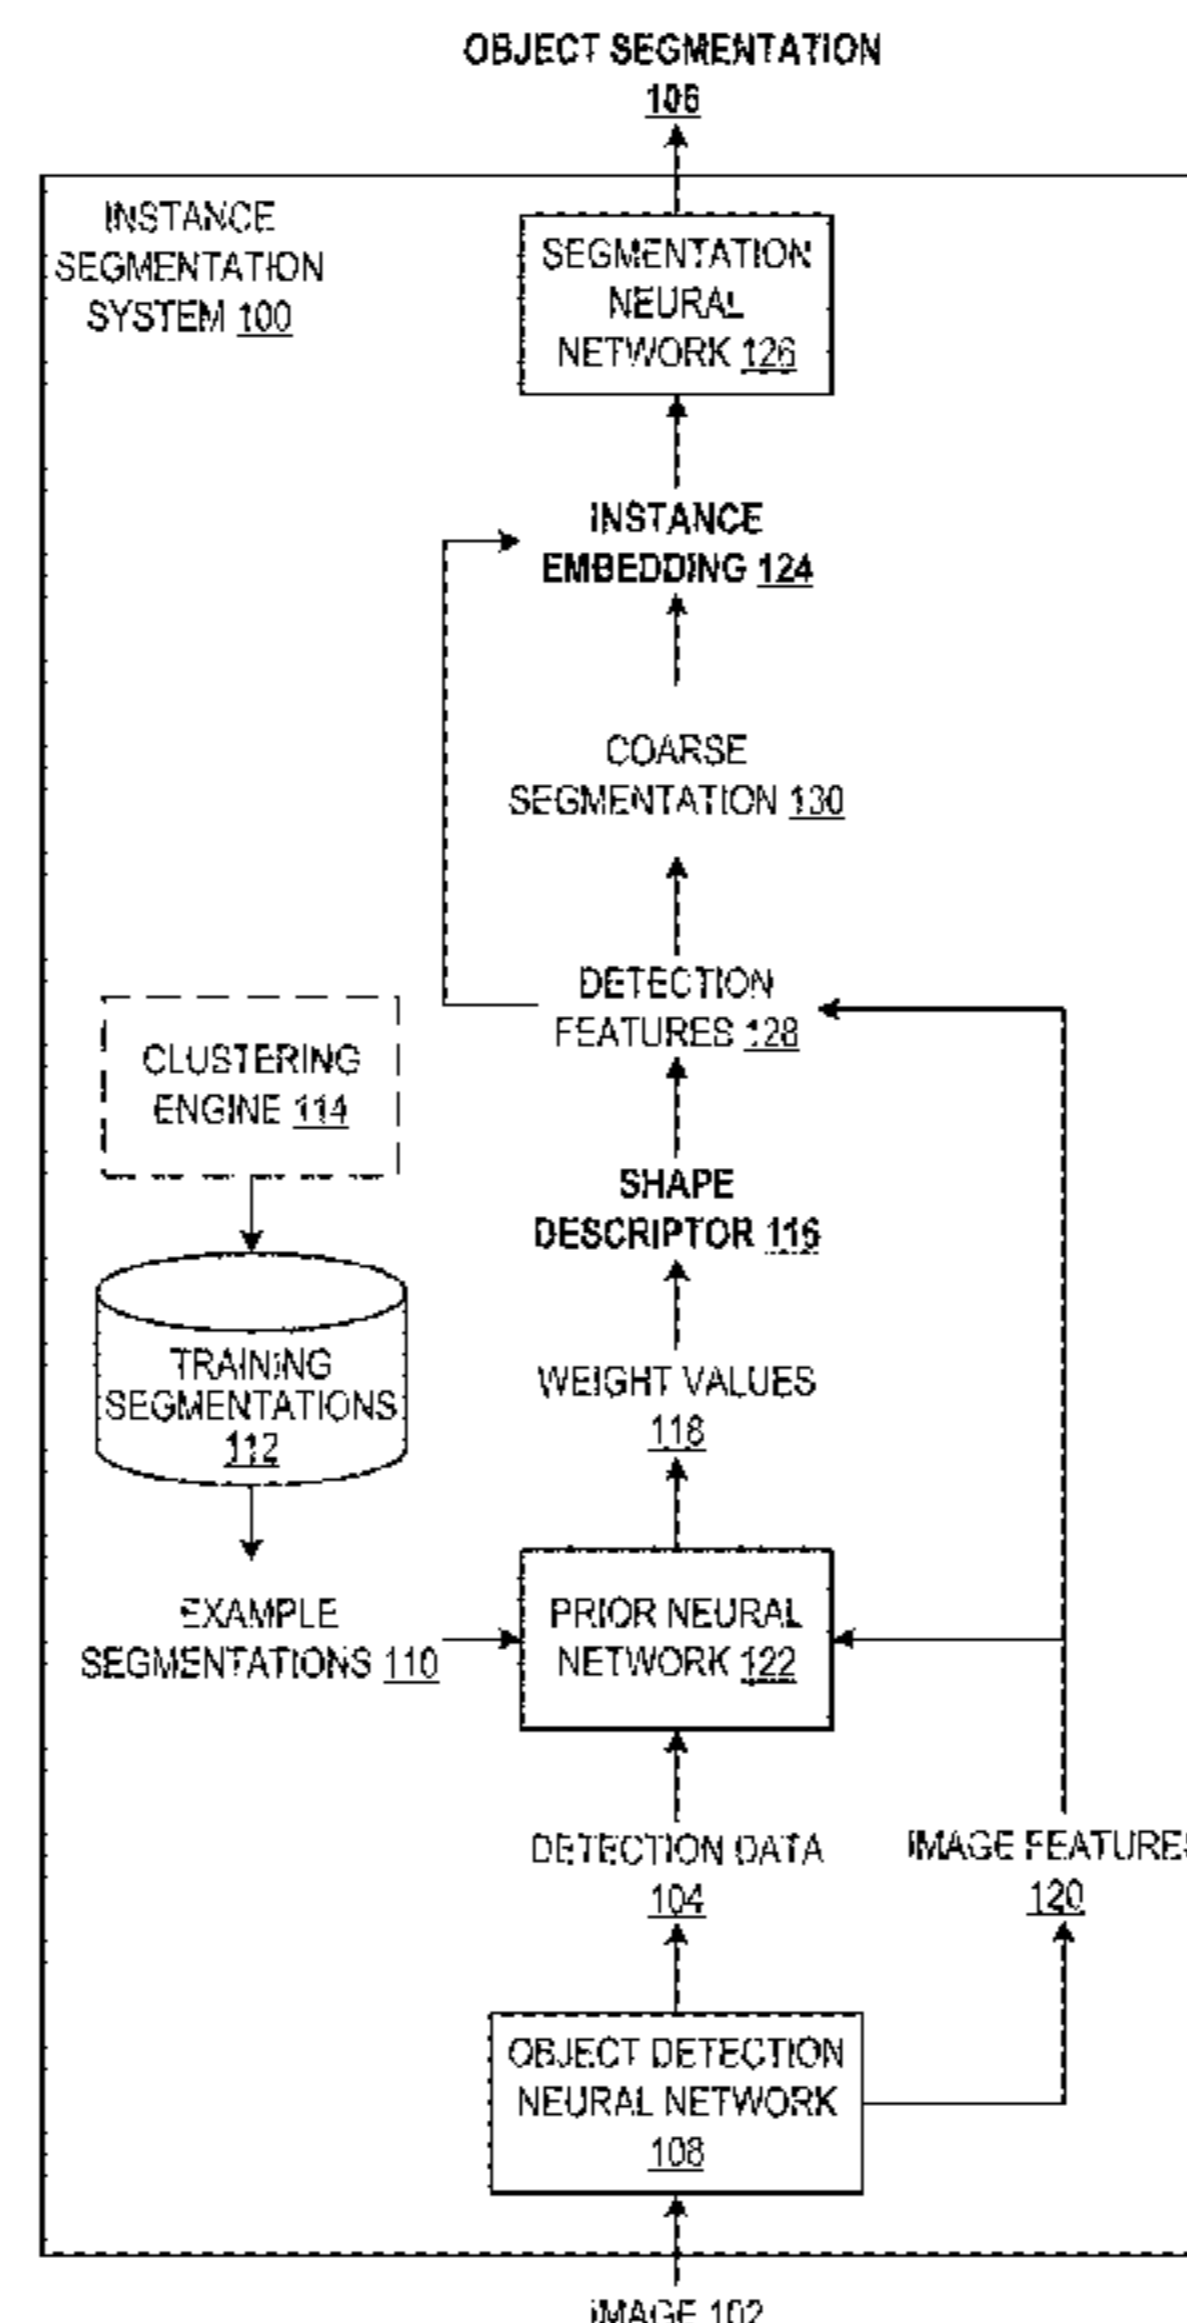 OBJECT SEGMENTATION
106
INSTANCE
SEGMENTATION
SYSTEM 100
SEGMENTATION
NEURAL
NETWORK 126
INSTANCE
EMBEDDING 124
COARSE
SEGMENTATION 130
DETECTION
FEATURES 128
CLUSTERING
ENGINE 114
SHAPE
DESCRIPTOR 116
TRAINING
SEGMENTATIONS
112
WEIGHT VALUES
118
EXAMPLE
SEGMENTATIONS 110
PRIOR NEURAL
NETWORK 122
DETECTION DATA
104
IMAGE FEATURES
120
OBJECT DETECTION
NEURAL NETWORK
108
IMAGE 102